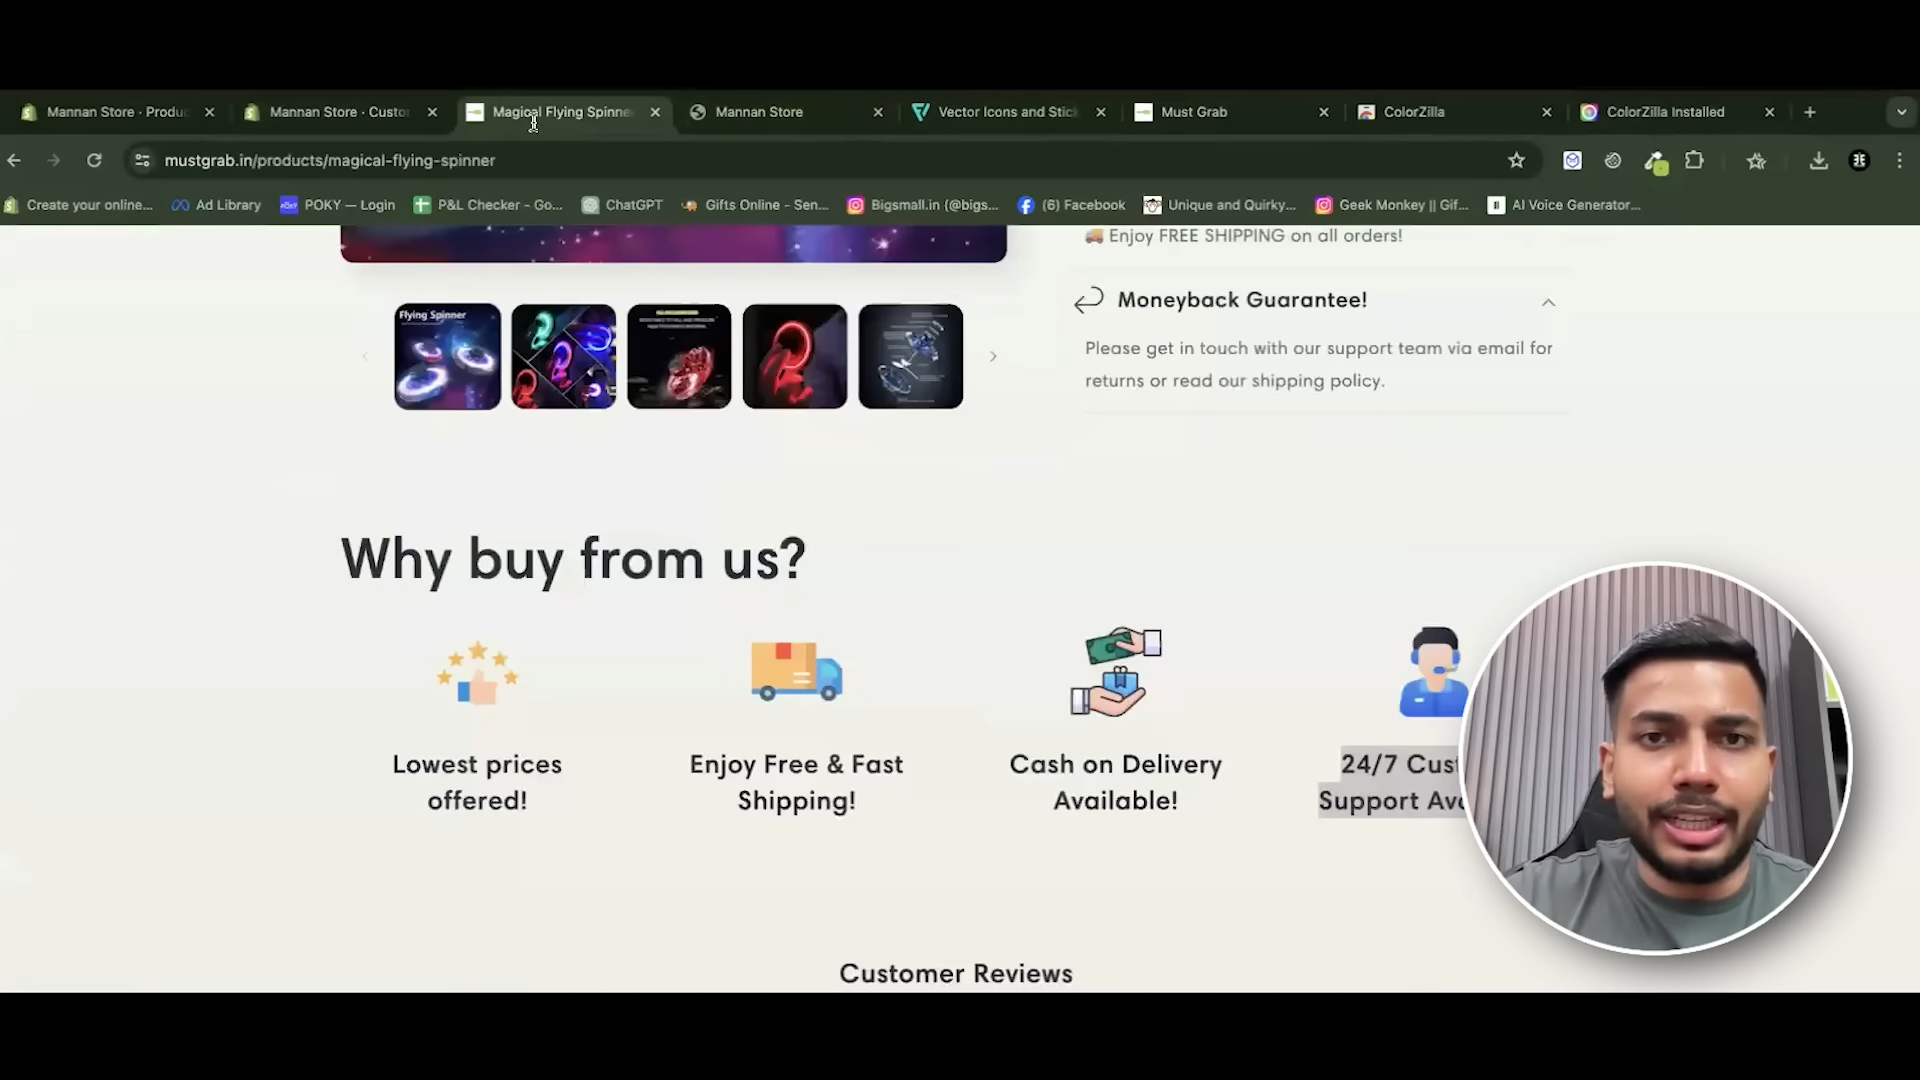 Mannan Store · Produc
Mannan Store · Custor
Magical Flying Spinne
Mannan Store
Vector Icons and Stic
Must Grab
ColorZilla
ColorZilla Installed
mustgrab.in/products/magical-flying-spinner
Create your online...
Ad Library
POKY — Login
P&L Checker - Go...
ChatGPT
Gifts Online - Sen...
Bigsmall.in (@bigs...
(6) Facebook
Unique and Quirky...
Geek Monkey || Gif...
AI Voice Generator...
Enjoy FREE SHIPPING on all orders!
Moneyback Guarantee!
Please get in touch with our support team via email for
returns or read our shipping policy.
Flying Spinner
Why buy from us?
Lowest prices
offered!
Enjoy Free & Fast
Shipping!
Cash on Delivery
Available!
24/7 Cus
Support Av
Customer Reviews